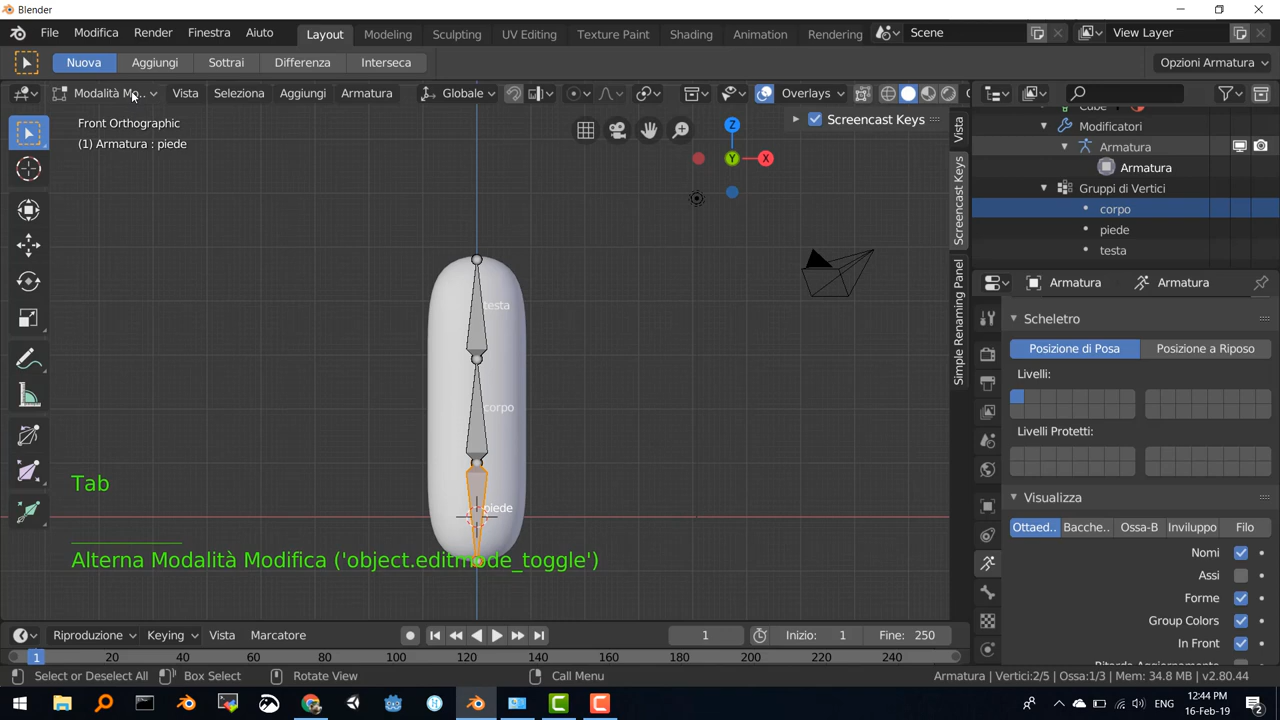 Blender
File Modifica Render Finestra Aiuto Layout Modeling Sculpting UV Editing Texture Paint Shading Animation Rendering Scene View Layer
Nuova Aggiungi Sottrai Differenza Interseca Opzioni Armatura
Modalità Mo... Vista Seleziona Aggiungi Armatura Globale Overlays
Front Orthographic
(1) Armatura : piede
Screencast Keys
Z
Y
X
Vista
Screencast Keys
Simple Renaming Panel
testa
corpo
piede
Tab
Alterna Modalità Modifica ('object.editmode_toggle')
Cube
Modificatori
Armatura
Armatura
Gruppi di Vertici
corpo
piede
testa
Armatura Armatura
Scheletro
Posizione di Posa Posizione a Riposo
Livelli:
Livelli Protetti:
Visualizza
Ottaed.. Bacche.. Ossa-B Inviluppo Filo
Nomi
Assi
Forme
Group Colors
In Front
Riproduzione Keying Vista Marcatore 1 Inizio: 1 Fine: 250
1 20 40 60 80 100 120 140 160 180 200 220 240
Select or Deselect All Box Select Rotate View Call Menu Armatura | Vertici:2/5 | Ossa:1/3 | Mem: 34.8 MB | v2.80.44
ENG
12:44 PM
16-Feb-19
2